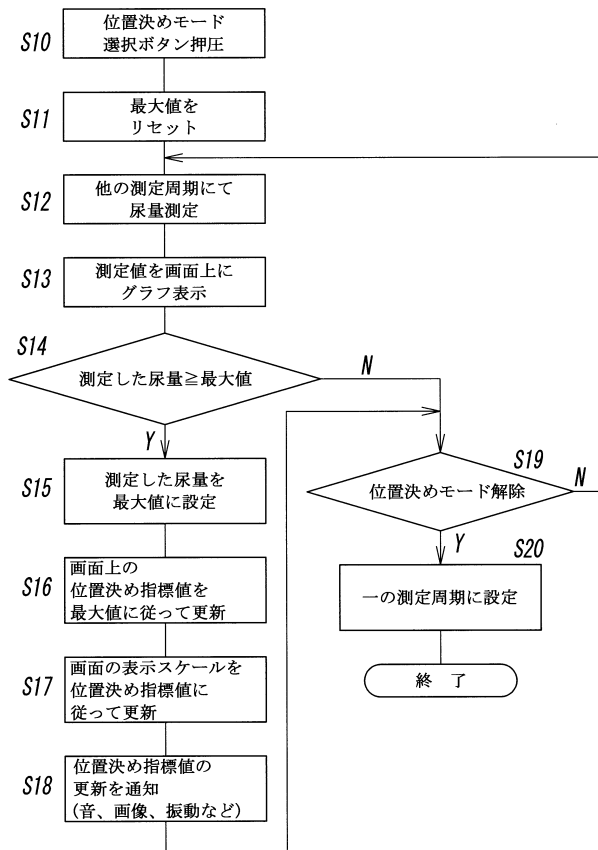 S10
位置決めモード
選択ボタン押圧
S11
最大値を
リセット
S12
他の測定周期にて
尿量測定
S13
測定値を画面上に
グラフ表示
S14
測定した尿量≧最大値
N
Y
S15
測定した尿量を
最大値に設定
S16
画面上の
位置決め指標値を
最大値に従って更新
S17
画面の表示スケールを
位置決め指標値に
従って更新
S18
位置決め指標値の
更新を通知
(音、画像、振動など)
S19
位置決めモード解除
N
Y
S20
一の測定周期に設定
終 了